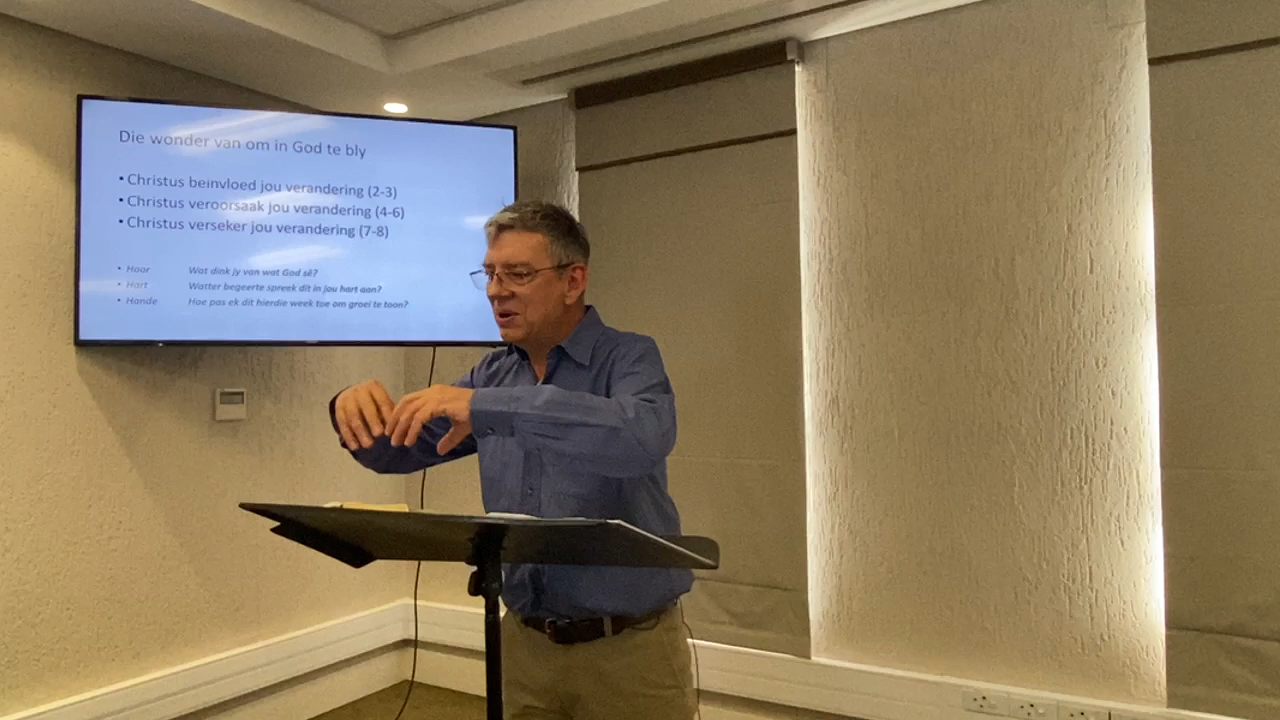 Die wonder van om in God te bly
• Christus beïnvloed jou verandering (2-3)
• Christus veroorsaak jou verandering (4-6)
• Christus verseker jou verandering (7-8)
• Hoor Wat dink jy van wat God sê?
• Hart Watter begeerte spreek dit in jou hart aan?
• Hande Hoe pas ek dit hierdie week toe om groei te toon?